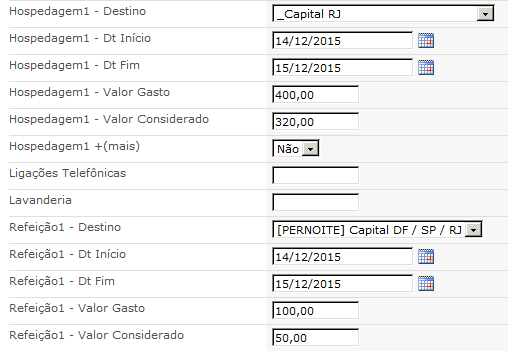 Hospedagem1 - Destino _Capital RJ
Hospedagem1 - Dt Início 14/12/2015
Hospedagem1 - Dt Fim 15/12/2015
Hospedagem1 - Valor Gasto 400,00
Hospedagem1 - Valor Considerado 320,00
Hospedagem1 +(mais) Não
Ligações Telefônicas
Lavanderia
Refeição1 - Destino [PERNOITE] Capital DF / SP / RJ
Refeição1 - Dt Início 14/12/2015
Refeição1 - Dt Fim 15/12/2015
Refeição1 - Valor Gasto 100,00
Refeição1 - Valor Considerado 50,00